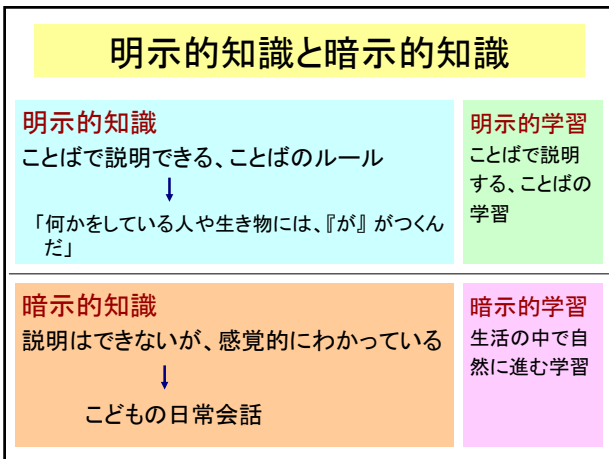 明示的知識と暗示的知識
明示的知識
ことばで説明できる、ことばのルール
「何かをしている人や生き物には、『が』がつくん
だ」
明示的学習
ことばで説明
する、ことばの
学習
暗示的知識
説明はできないが、感覚的にわかっている
こどもの日常会話
暗示的学習
生活の中で自
然に進む学習